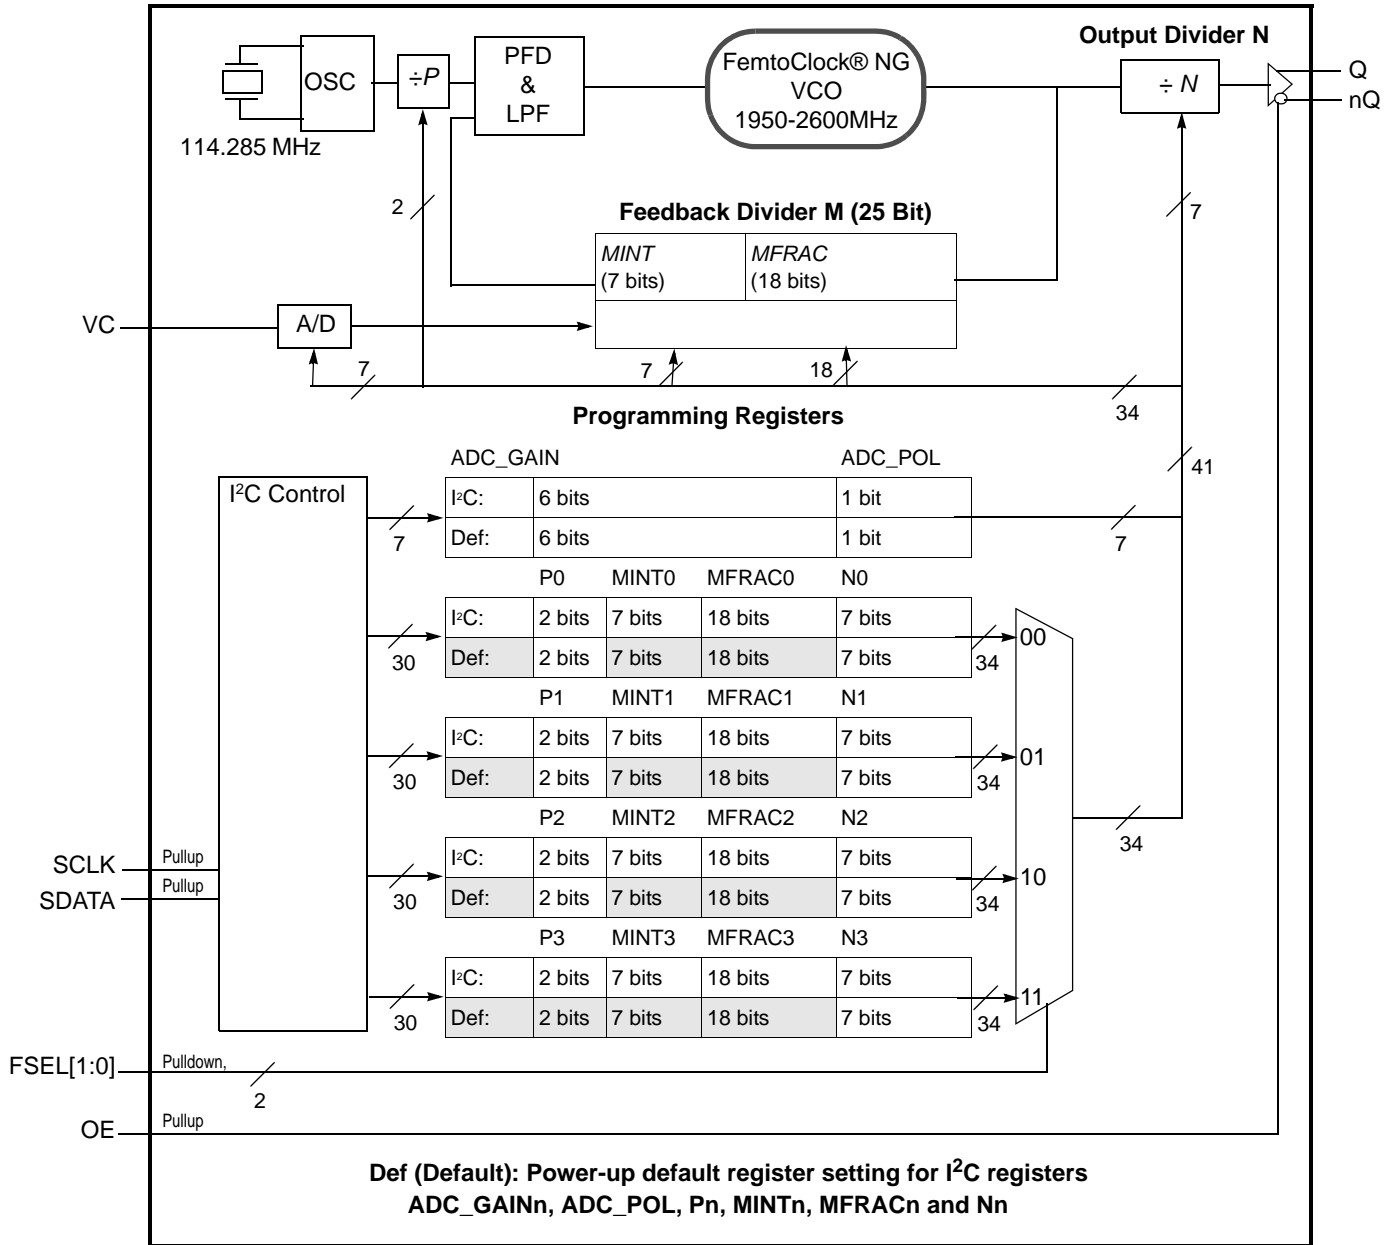 Output Divider N
OSC
÷P
PFD
&
LPF
FemtoClock® NG
VCO
1950-2600MHz
÷ N
Q
nQ
114.285 MHz
2
7
Feedback Divider M (25 Bit)
MINT
(7 bits)
MFRAC
(18 bits)
VC
A/D
7
7
18
34
Programming Registers
41
ADC_GAIN ADC_POL
I²C Control
I²C: 6 bits 1 bit
Def: 6 bits 1 bit
7
7
P0 MINT0 MFRAC0 N0
I²C: 2 bits 7 bits 18 bits 7 bits
Def: 2 bits 7 bits 18 bits 7 bits
30
34
00
P1 MINT1 MFRAC1 N1
I²C: 2 bits 7 bits 18 bits 7 bits
Def: 2 bits 7 bits 18 bits 7 bits
30
34
01
P2 MINT2 MFRAC2 N2
34
SCLK Pullup
I²C: 2 bits 7 bits 18 bits 7 bits
SDATA Pullup
Def: 2 bits 7 bits 18 bits 7 bits
30
34
10
P3 MINT3 MFRAC3 N3
I²C: 2 bits 7 bits 18 bits 7 bits
Def: 2 bits 7 bits 18 bits 7 bits
30
34
11
FSEL[1:0] Pulldown,
2
OE Pullup
Def (Default): Power-up default register setting for I²C registers
ADC_GAINn, ADC_POL, Pn, MINTn, MFRACn and Nn